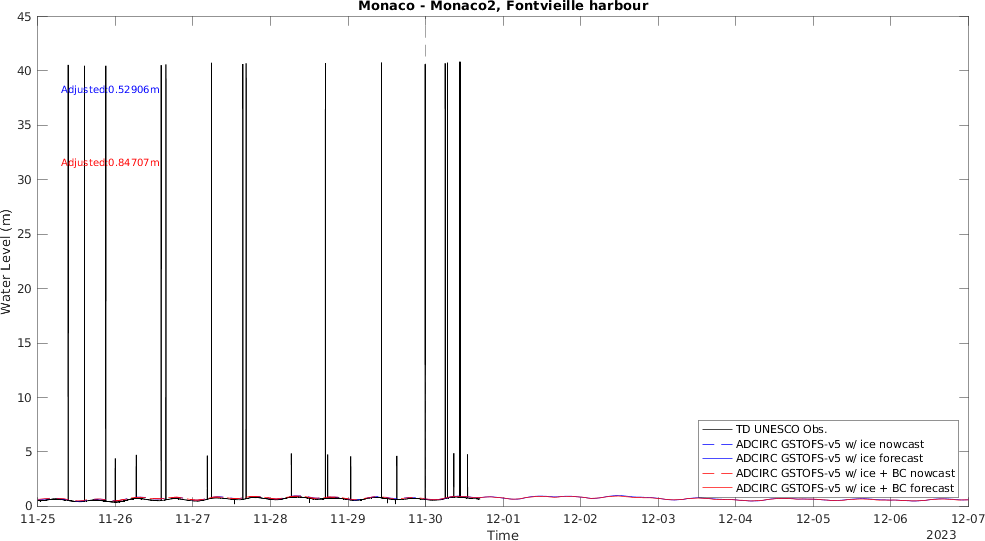 Monaco - Monaco2, Fontvieille harbour
45
40
35
30
25
20
15
10
5
0
Water Level (m)
Adjusted:0.52906m
Adjusted:0.84707m
TD UNESCO Obs.
ADCIRC GSTOFS-v5 w/ ice nowcast
ADCIRC GSTOFS-v5 w/ ice forecast
ADCIRC GSTOFS-v5 w/ ice + BC nowcast
ADCIRC GSTOFS-v5 w/ ice + BC forecast
11-25 11-26 11-27 11-28 11-29 11-30 12-01 12-02 12-03 12-04 12-05 12-06 12-07
Time
2023